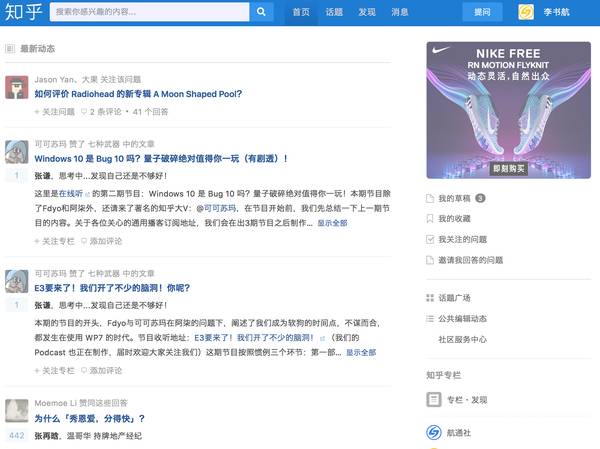 知乎 搜索你感兴趣的内容... 首页 话题 发现 消息 提问 李书航
最新动态
Jason Yan、大果 关注该问题
如何评价 Radiohead 的新专辑 A Moon Shaped Pool?
+ 关注问题 2 条评论 • 41 个回答
可可苏玛 赞了 七种武器 中的文章
Windows 10 是 Bug 10 吗？量子破碎绝对值得你一玩（有剧透）！
1 张谦，思考中...发现自己还是不够好！
这里是在线听 的第二期节目：Windows 10 是 Bug 10 吗？量子破碎绝对值得你一玩！本期节目除
了Fdyo和阿柒外，还请来了著名的知乎大V：@可可苏玛，在节目开始前，我们先总结一下上一期节
目的内容。关于各位关心的通用播客订阅地址，我们会在出3期节目之后制作... 显示全部
+ 关注专栏 添加评论
可可苏玛 赞了 七种武器 中的文章
E3要来了！我们开了不少的脑洞！你呢？
1 张谦，思考中...发现自己还是不够好！
本期的节目的开头，Fdyo与可可苏玛在阿柒的问题下，阐述了我们成为软狗的时间点，不谋而合，
都发生在使用 WP7 的时代。节目收听地址：E3要来了！我们开了不少的脑洞！ （我们的
Podcast 也正在制作，届时欢迎大家关注我们）这期节目按照惯例三个环节：第一部... 显示全部
+ 关注专栏 添加评论
Moemoe Li 赞同这些回答
为什么「秀恩爱，分得快」？
442 张再晗，温哥华 持牌地产经纪
NIKE FREE
RN MOTION FLYKNIT
动态灵活,自然出众
即刻购买
我的草稿 3
我的收藏
我关注的问题
邀请我回答的问题
话题广场
公共编辑动态
社区服务中心
知乎专栏
专栏・发现
航通社